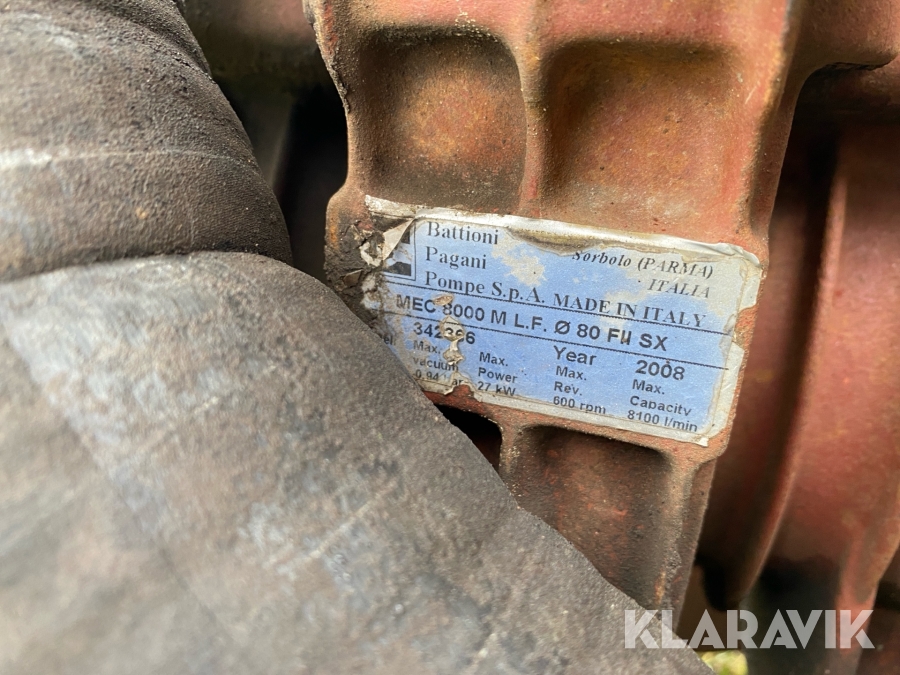 Battioni
Pagani
Pompe S.p.A. MADE IN ITALY
Sorbolo (PARMA)
ITALIA
MEC 8000 M L.F. Ø 80 FII SX
Year 2008
Max.
vacuum
Max.
Power
27 kW
Max.
Rev.
600 rpm
Max.
Capacity
8100 l/min
KLARAVIK